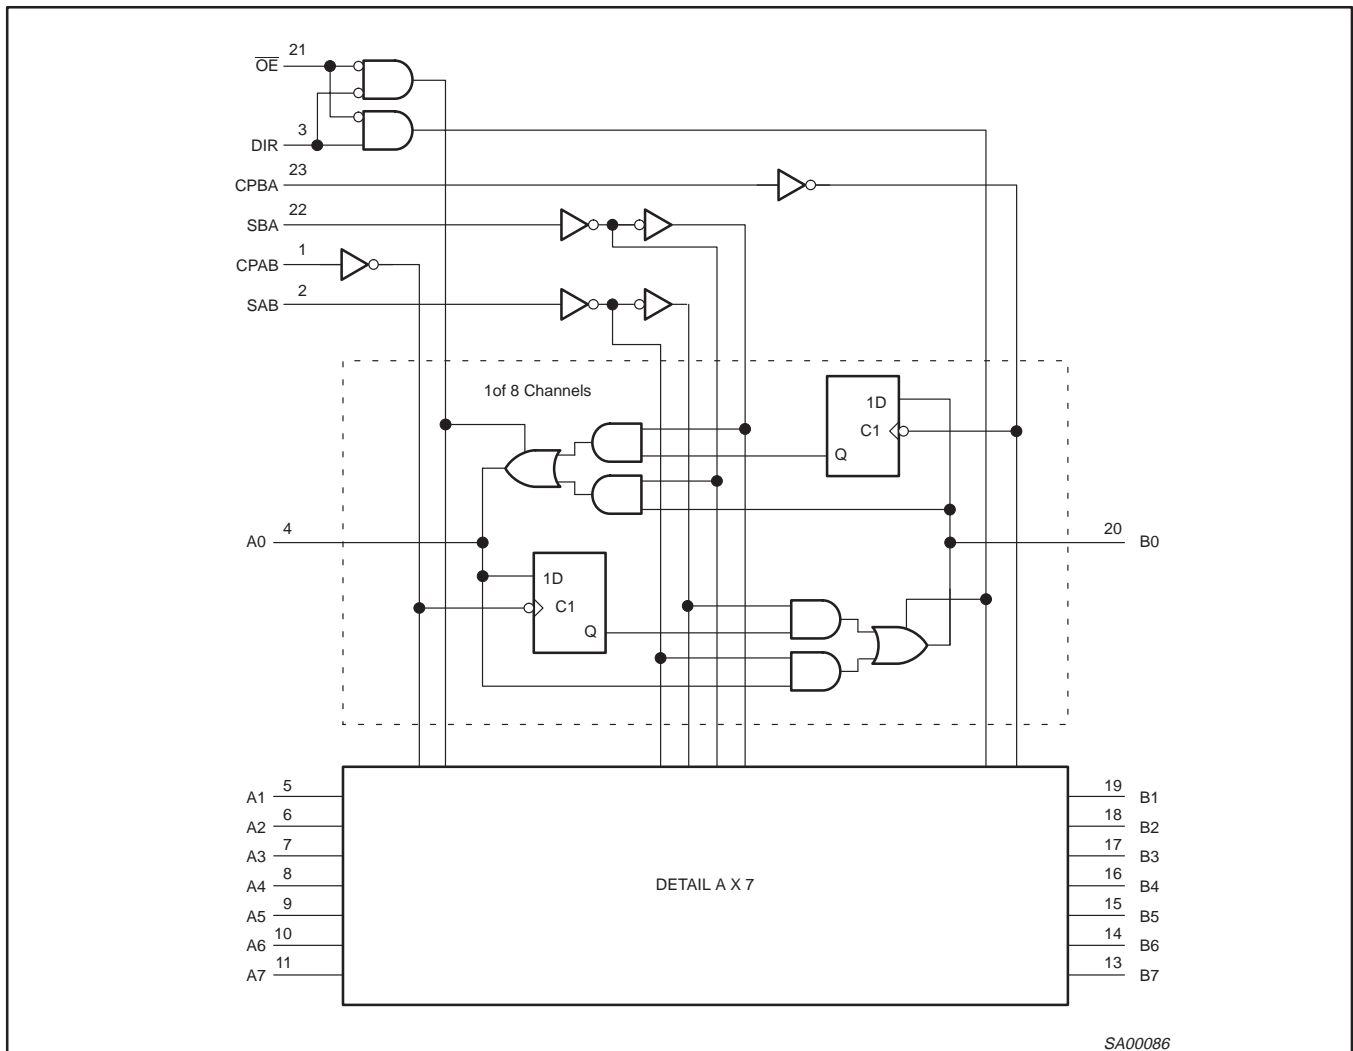 21
OE
3
DIR
23
CPBA
22
SBA
1
CPAB
2
SAB
1of 8 Channels
1D
C1
Q
4
A0
20
B0
1D
C1
Q
5
A1
19
B1
6
A2
18
B2
7
A3
17
B3
8
A4
DETAIL A X 7
16
B4
9
A5
15
B5
10
A6
14
B6
11
A7
13
B7
SA00086